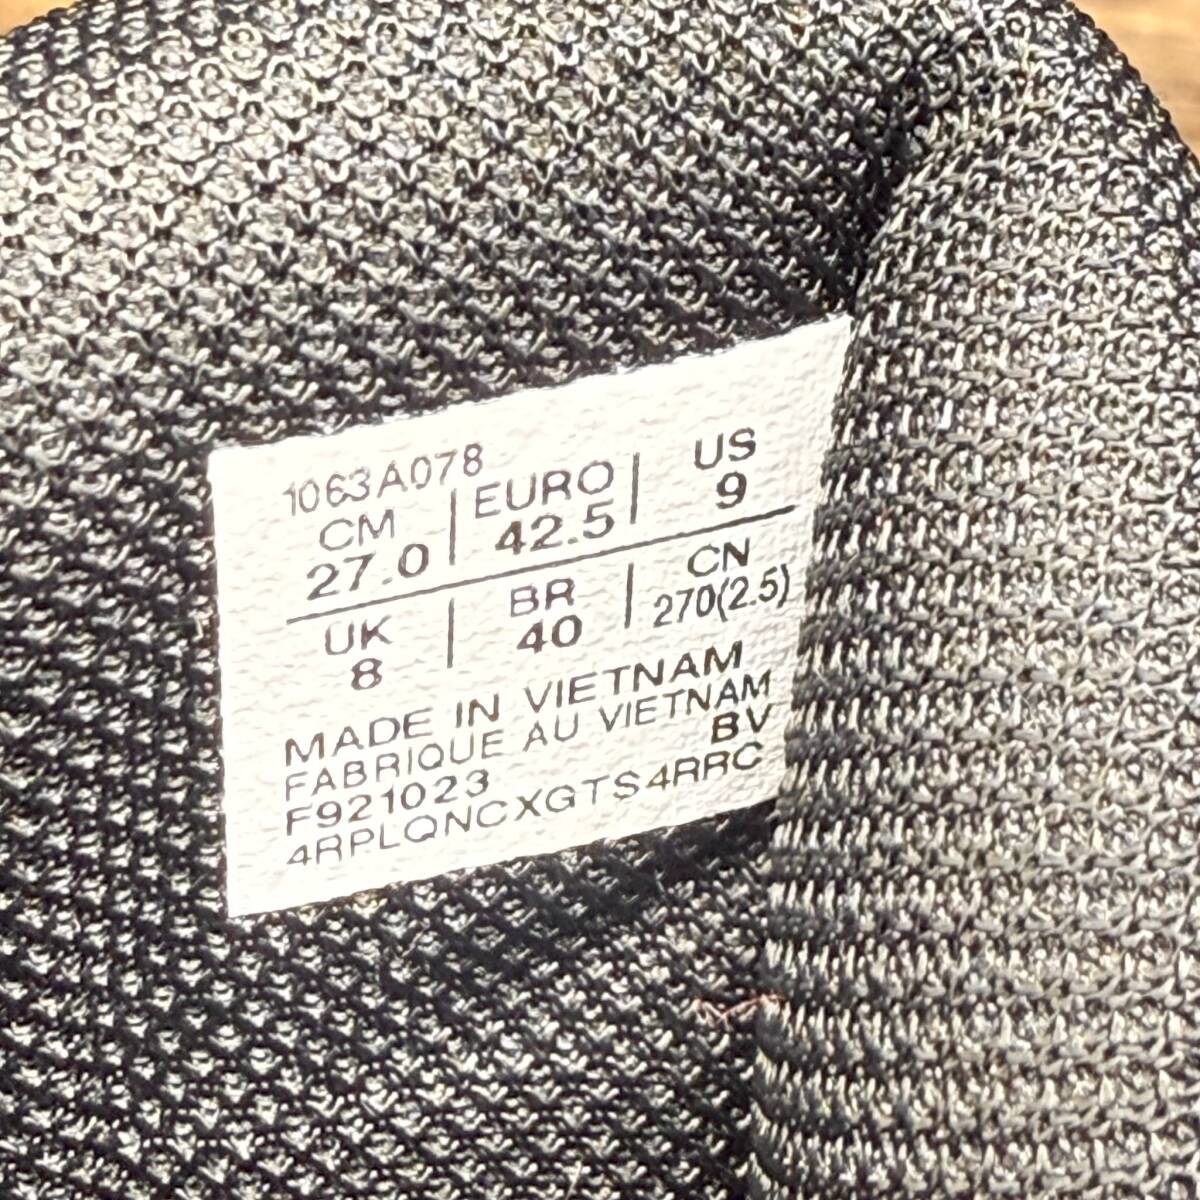 1063A078
CM | EURO | US
27.0 | 42.5 | 9
UK | BR | CN
8 | 40 | 270(2.5)
MADE IN VIETNAM
FABRIQUE AU VIETNAM
F921023 BV
4RPLQNCXGTS4RRC